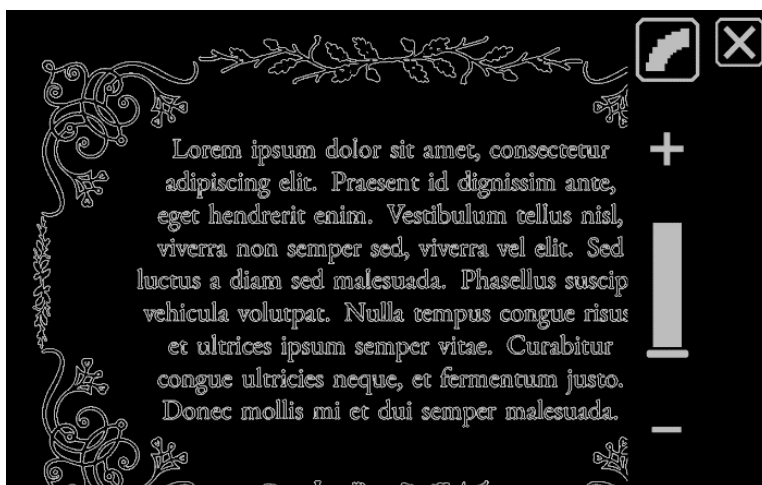 Lorem ipsum dolor sit amet, consectetur
adipiscing elit. Praesent id dignissim ante,
eget hendrerit enim. Vestibulum tellus nisl,
viverra non semper sed, viverra vel elit. Sed
luctus a diam sed malesuada. Phasellus suscip
vehicula volutpat. Nulla tempus congue risus
et ultrices ipsum semper vitae. Curabitur
congue ultricies neque, et fermentum justo.
Donec mollis mi et dui semper malesuada.